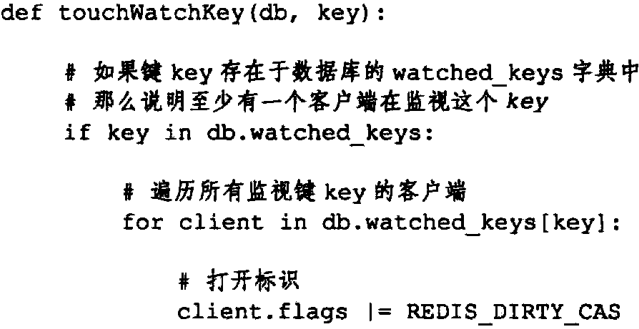 def touchWatchKey(db, key):
# 如果键 key 存在于数据库的 watched_keys 字典中
# 那么说明至少有一个客户端在监视这个 key
if key in db.watched_keys:
# 遍历所有监视键 key 的客户端
for client in db.watched_keys[key]:
# 打开标识
client.flags |= REDIS_DIRTY_CAS